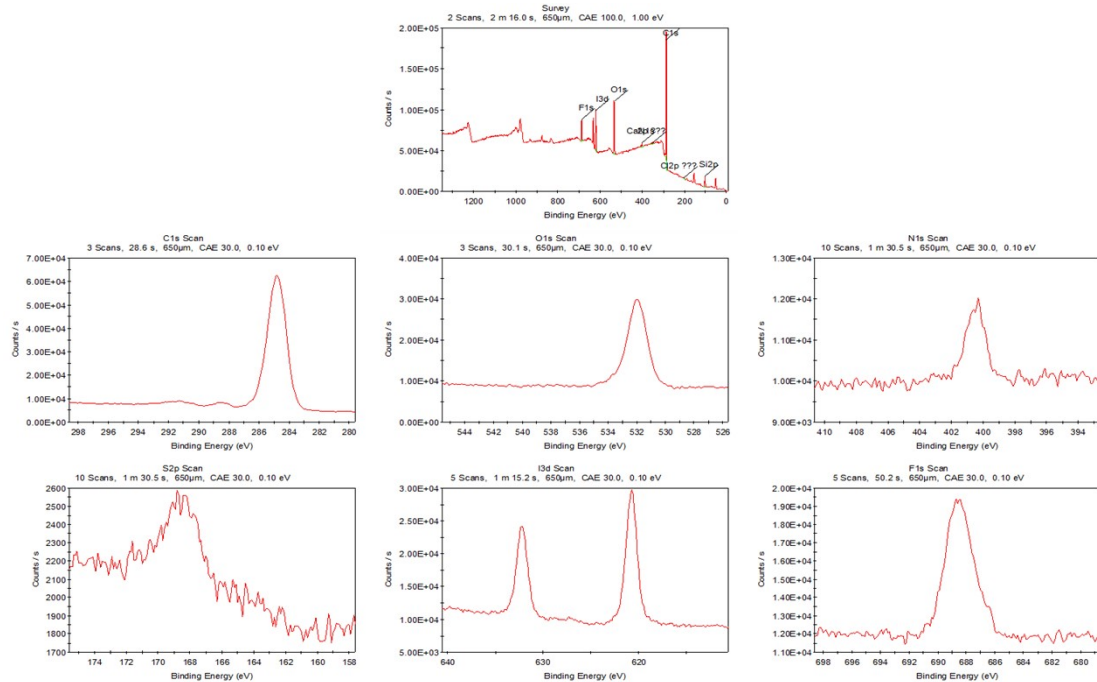 Survey
2 Scans, 2 m 16.0 s, 650µm, CAE 100.0, 1.00 eV
2.00E+05
1.50E+05
1.00E+05
5.00E+04
0.00E+00
Counts / s
C1s
O1s
I3d
F1s
Si2p
1200 1000 800 600 400 200 0
Binding Energy (eV)
C1s Scan
3 Scans, 28.6 s, 650µm, CAE 30.0, 0.10 eV
7.00E+04
6.00E+04
5.00E+04
4.00E+04
3.00E+04
2.00E+04
1.00E+04
0.00E+00
Counts / s
298 296 294 292 290 288 286 284 282 280
Binding Energy (eV)
O1s Scan
3 Scans, 30.1 s, 650µm, CAE 30.0, 0.10 eV
4.00E+04
3.00E+04
2.00E+04
1.00E+04
0.00E+00
Counts / s
544 542 540 538 536 534 532 530 528 526
Binding Energy (eV)
N1s Scan
10 Scans, 1 m 30.5 s, 650µm, CAE 30.0, 0.10 eV
1.30E+04
1.20E+04
1.10E+04
1.00E+04
9.00E+03
Counts / s
410 408 406 404 402 400 398 396 394
Binding Energy (eV)
S2p Scan
10 Scans, 1 m 30.5 s, 650µm, CAE 30.0, 0.10 eV
2700
2600
2500
2400
2300
2200
2100
2000
1900
1800
1700
Counts / s
174 172 170 168 166 164 162 160 158
Binding Energy (eV)
I3d Scan
5 Scans, 1 m 15.2 s, 650µm, CAE 30.0, 0.10 eV
3.00E+04
2.50E+04
2.00E+04
1.50E+04
1.00E+04
5.00E+03
Counts / s
640 630 620
Binding Energy (eV)
F1s Scan
5 Scans, 50.2 s, 650µm, CAE 30.0, 0.10 eV
2.00E+04
1.90E+04
1.80E+04
1.70E+04
1.60E+04
1.50E+04
1.40E+04
1.30E+04
1.20E+04
1.10E+04
Counts / s
698 696 694 692 690 688 686 684 682 680
Binding Energy (eV)